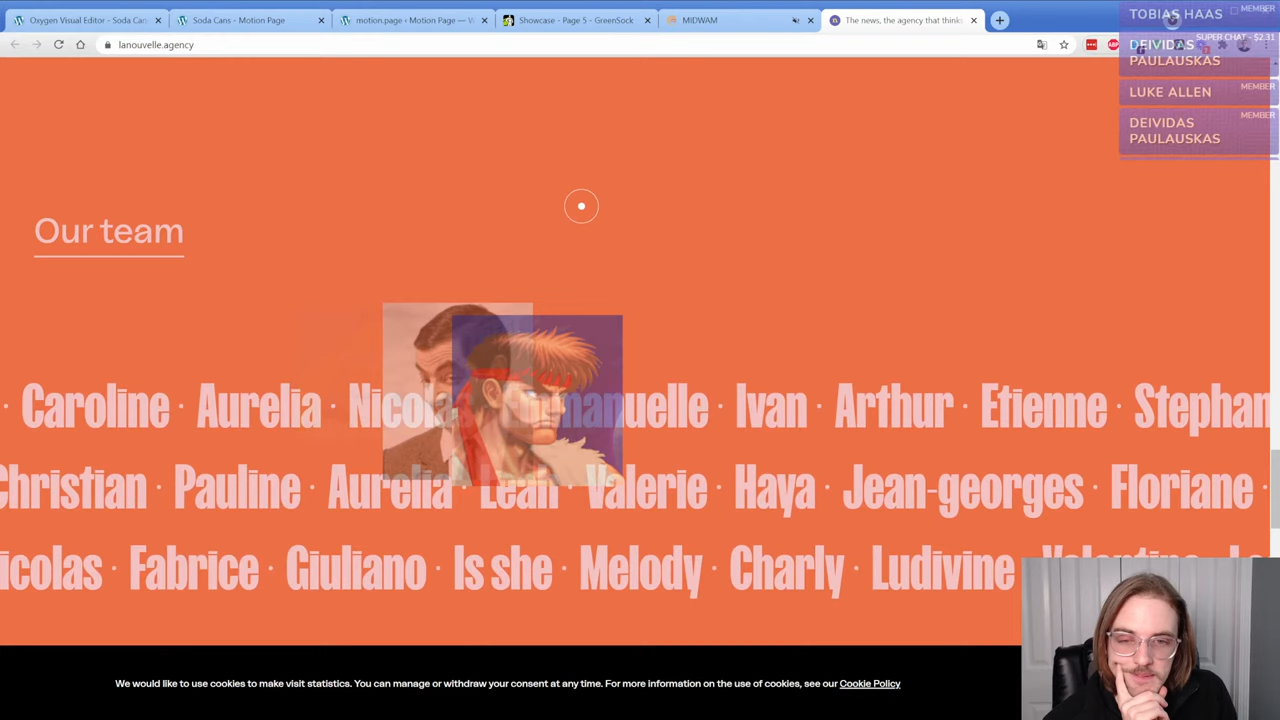 Oxygen Visual Editor - Soda Can
Soda Cans - Motion Page
motion.page › Motion Page — V
Showcase - Page 5 - GreenSock
MIDWAM
The news, the agency that thinks
lanouvelle.agency
TOBIAS HAAS
MEMBER
SUPER CHAT - $2.31
DEIVIDAS
PAULAUSKAS
LUKE ALLEN
MEMBER
DEIVIDAS
PAULAUSKAS
MEMBER
Our team
· Caroline · Aurelia · Nicolas manuelle · Ivan · Arthur · Etienne · Stephan
Christian · Pauline · Aurelia · Leah · Valerie · Haya · Jean-georges · Floriane ·
icolas · Fabrice · Giuliano · Is she · Melody · Charly · Ludivine
We would like to use cookies to make visit statistics. You can manage or withdraw your consent at any time. For more information on the use of cookies, see our Cookie Policy